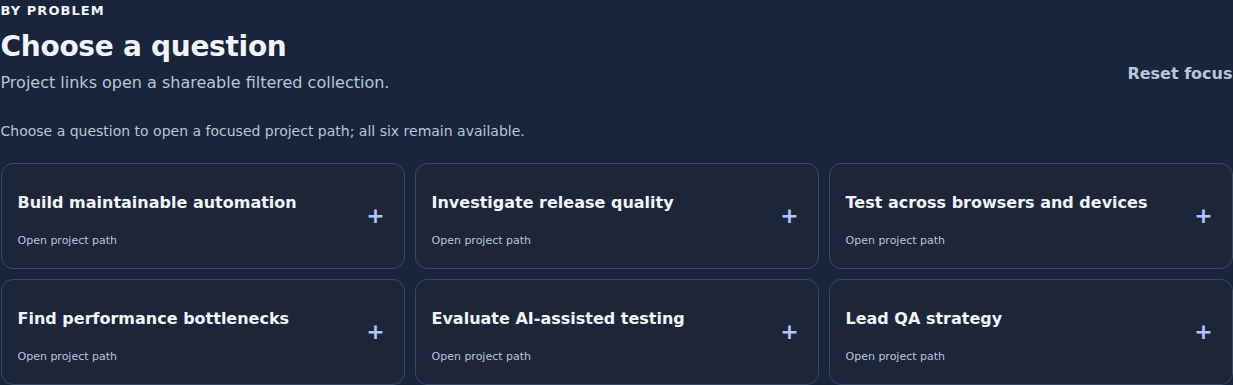 BY PROBLEM
Choose a question
Project links open a shareable filtered collection.
Reset focus
Choose a question to open a focused project path; all six remain available.
Build maintainable automation
Open project path
+
Investigate release quality
Open project path
+
Test across browsers and devices
Open project path
+
Find performance bottlenecks
Open project path
+
Evaluate AI-assisted testing
Open project path
+
Lead QA strategy
Open project path
+